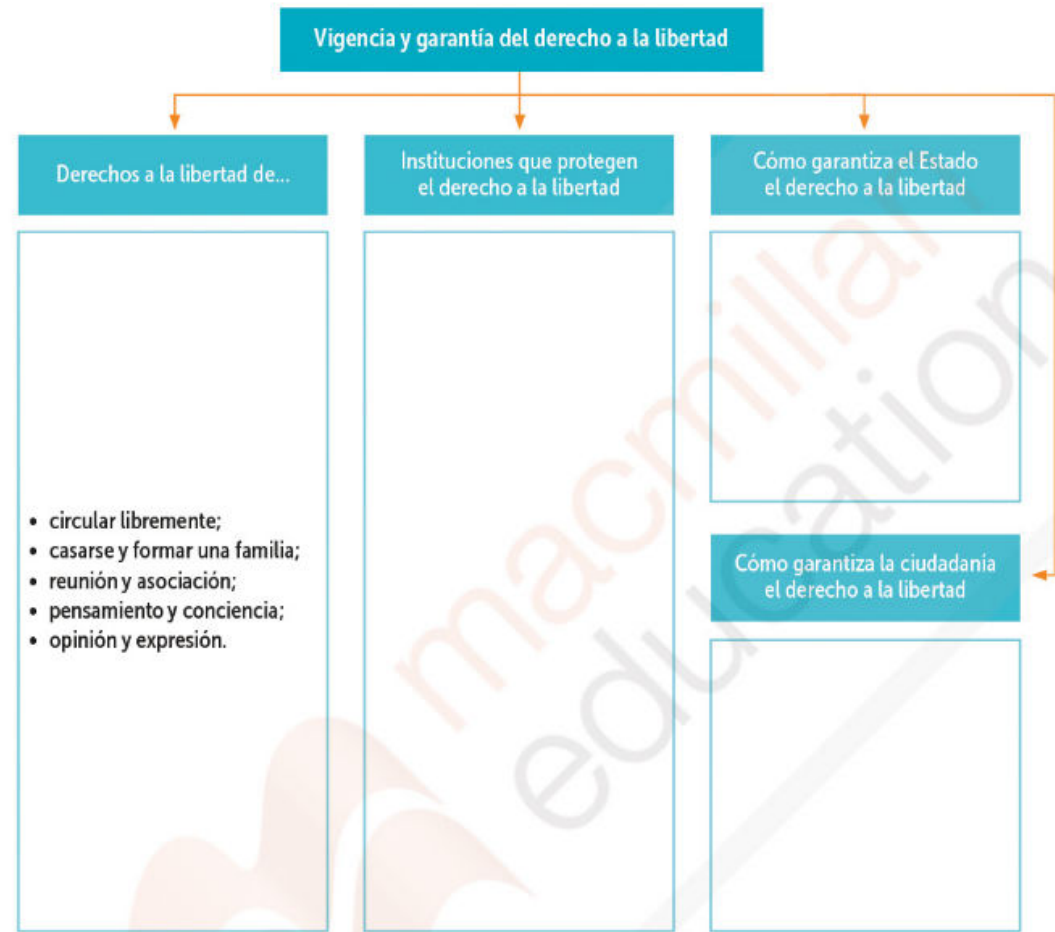 Vigencia y garantía del derecho a la libertad
Derechos a la libertad de...
Instituciones que protegen
el derecho a la libertad
Cómo garantiza el Estado
el derecho a la libertad
• circular libremente;
• casarse y formar una familia;
• reunión y asociación;
• pensamiento y conciencia;
• opinión y expresión.
Cómo garantiza la ciudadanía
el derecho a la libertad
macmillan
education